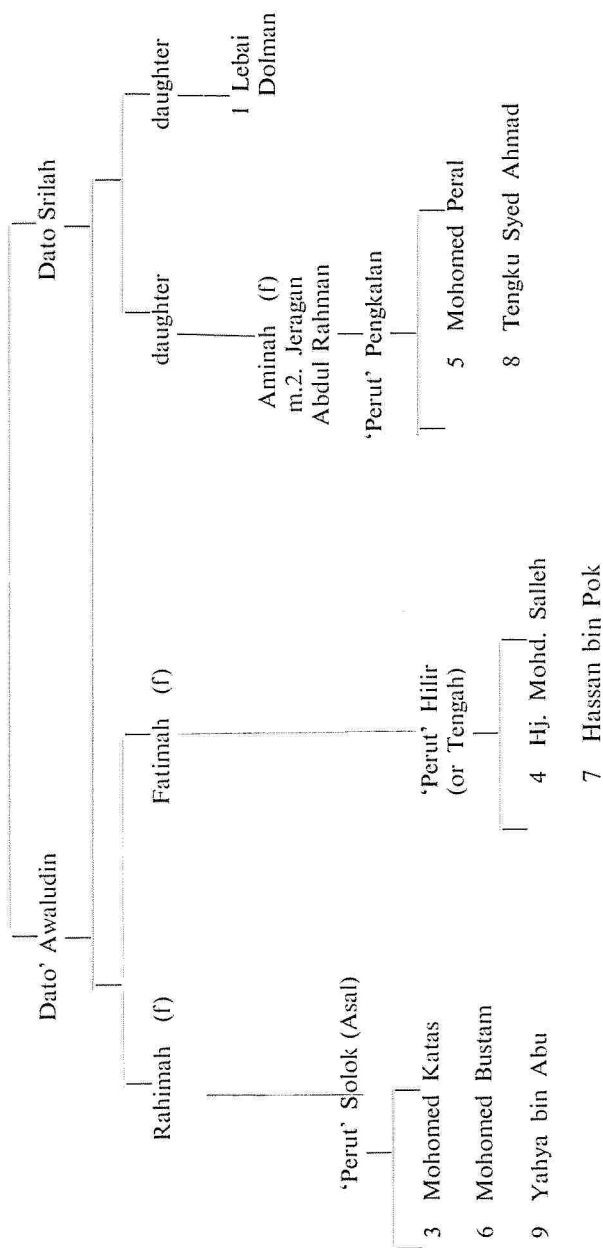 Dato' Awaludin
Dato Srilah
Rahimah (f)
Fatimah (f)
daughter
daughter
'Perut' Solok (Asal)
'Perut' Hilir
(or Tengah)
Aminah (f)
m.2. Jeragan
Abdul Rahman
'Perut' Pengkalan
1 Lebai
Dolman
3 Mohomed Katas
6 Mohomed Bustam
9 Yahya bin Abu
4 Hj. Mohd. Salleh
7 Hassan bin Pok
5 Mohomed Peral
8 Tengku Syed Ahmad